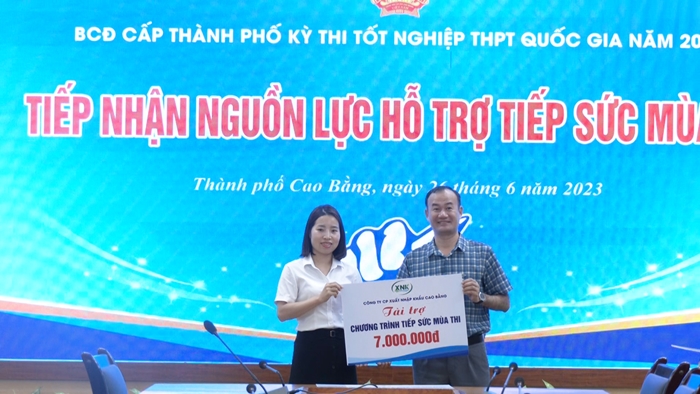 BCĐ CẤP THÀNH PHỐ KỲ THI TỐT NGHIỆP THPT QUỐC GIA NĂM 20
TIẾP NHẬN NGUỒN LỰC HỖ TRỢ TIẾP SỨC MÙA
Thành phố Cao Bằng, ngày 26 tháng 6 năm 2023
XNK
CÔNG TY CP XUẤT NHẬP KHẨU CAO BẰNG
Tài trợ
CHƯƠNG TRÌNH TIẾP SỨC MÙA THI
7.000.000đ